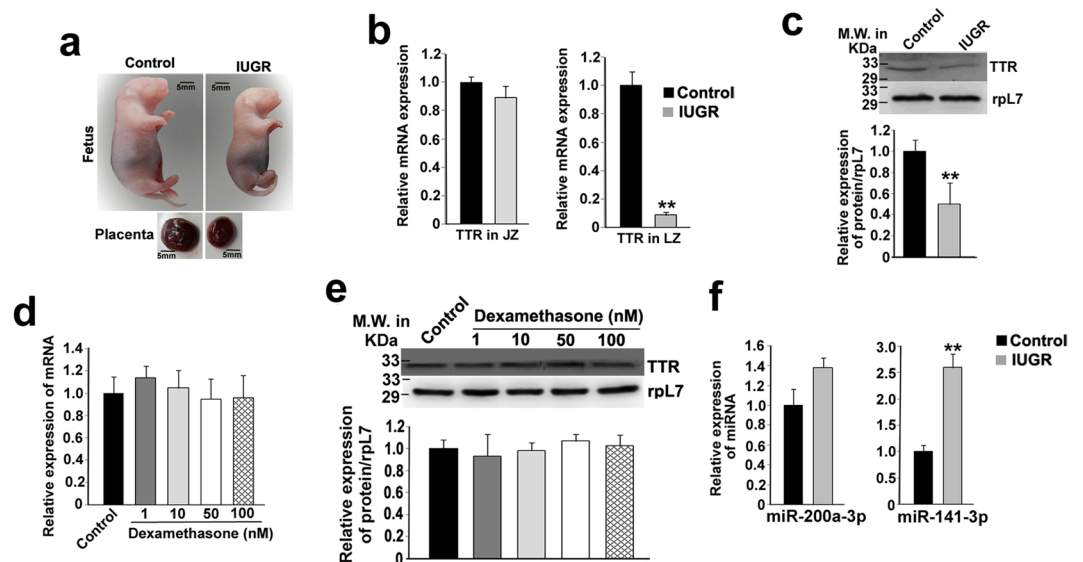 a
Control
IUGR
5mm
5mm
Fetus
Placenta
5mm
5mm
b
Relative mRNA expression
1.2
1.0
0.8
0.6
0.4
0.2
0
TTR in JZ
Relative mRNA expression
1.2
1.0
0.8
0.6
0.4
0.2
0
**
TTR in LZ
Control
IUGR
c
M.W. in
KDa
Control
IUGR
33
29
TTR
33
29
rpL7
Relative expression
of protein/rpL7
1.2
1.0
0.8
0.6
0.4
0.2
0
**
d
Relative expression of mRNA
1.4
1.2
1.0
0.8
0.6
0.4
0.2
0
Control
1 10 50 100
Dexamethasone (nM)
e
M.W. in
KDa
Control
Dexamethasone (nM)
1 10 50 100
33
TTR
33
29
rpL7
Relative expression
of protein/rpL7
1.2
1.0
0.8
0.6
0.4
0.2
0
f
Relative expression
of miRNA
1.6
1.4
1.2
1.0
0.8
0.6
0.4
0.2
0
miR-200a-3p
3.0
2.5
2.0
1.5
1.0
0.5
0.0
**
miR-141-3p
Control
IUGR